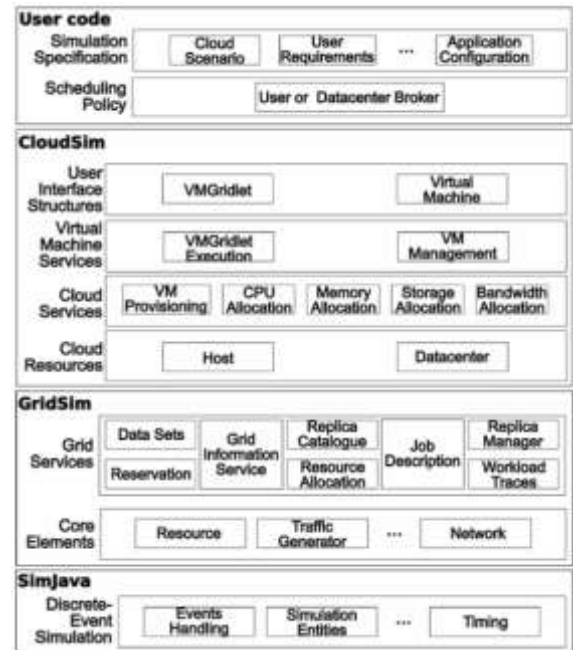 User code
Simulation
Specification
Cloud
Scenario
User
Requirements
...
Application
Configuration
Scheduling
Policy
User or Datacenter Broker
CloudSim
User
Interface
Structures
VMGridlet
Virtual
Machine
Virtual
Machine
Services
VMGridlet
Execution
VM
Management
Cloud
Services
VM
Provisioning
CPU
Allocation
Memory
Allocation
Storage
Allocation
Bandwidth
Allocation
Cloud
Resources
Host
Datacenter
GridSim
Grid
Services
Data Sets
Reservation
Grid
Information
Service
Replica
Catalogue
Resource
Allocation
Job
Description
Replica
Manager
Workload
Traces
Core
Elements
Resource
Traffic
Generator
...
Network
SimJava
Discrete-
Event
Simulation
Events
Handling
Simulation
Entities
...
Timing